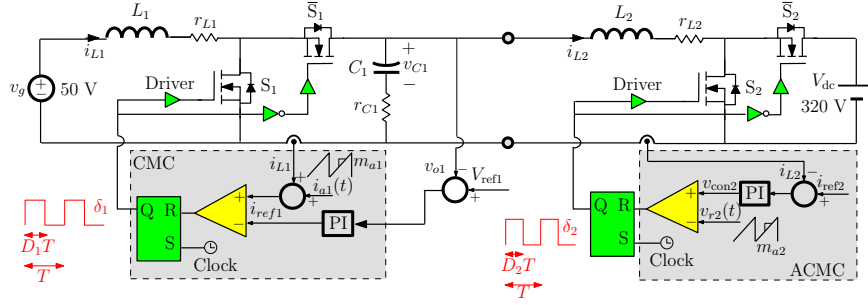 L1
rL1
iL1
S̅1
vg
50 V
Driver
S1
C1
+
vC1
−
rC1
CMC
iL1
ma1
ia1(t)
iref1
PI
vo1
Vref1
Q R
S
Clock
δ1
D1T
T
L2
rL2
iL2
S̅2
Driver
S2
Vdc
320 V
iL2
vcon2
PI
iref2
vr2(t)
ma2
Q R
S
Clock
ACMC
δ2
D2T
T